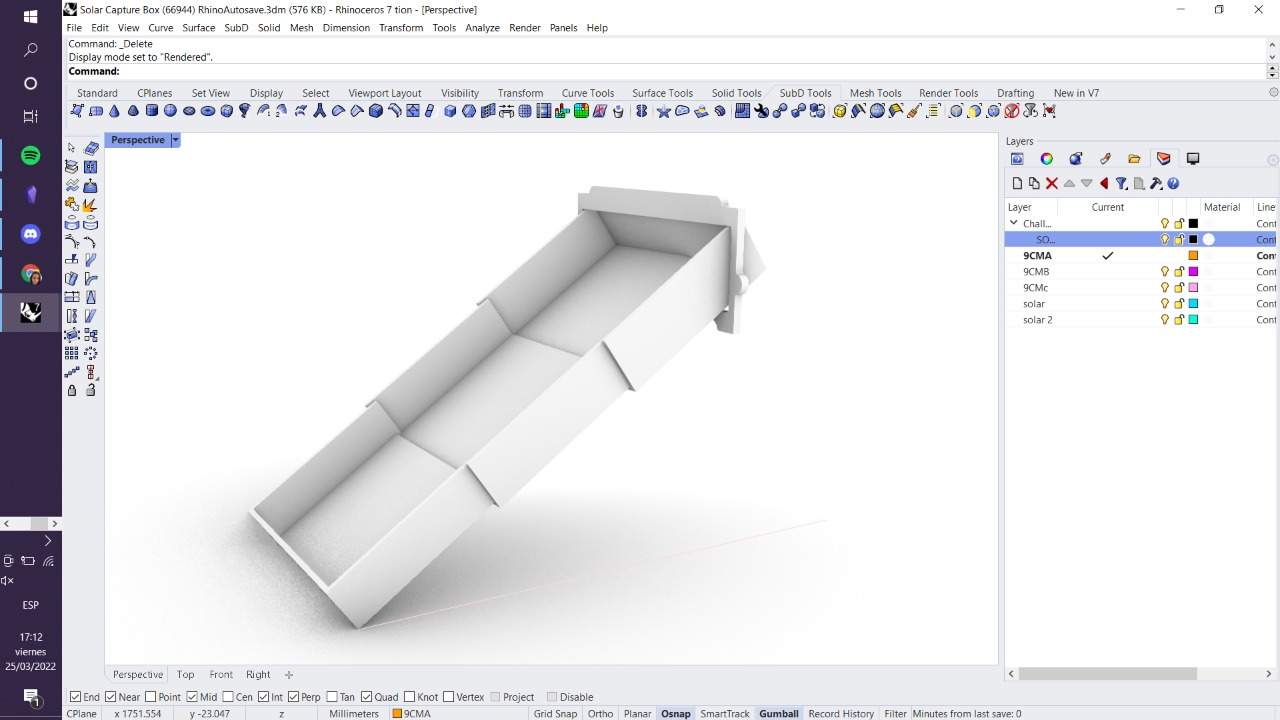 Solar Capture Box (66944) RhinoAutosave.3dm (576 KB) - Rhinoceros 7 tion - [Perspective]
File Edit View Curve Surface SubD Solid Mesh Dimension Transform Tools Analyze Render Panels Help
Command: _Delete
Display mode set to "Rendered".
Command:
Standard CPlanes Set View Display Select Viewport Layout Visibility Transform Curve Tools Surface Tools Solid Tools SubD Tools Mesh Tools Render Tools Drafting New in V7
Perspective
Layers
Layer Current Material Line
Chall... Cont
SO... Cont
9CMA Cont
9CMB Cont
9CMc Cont
solar Cont
solar 2 Cont
ESP
17:12
viernes
25/03/2022
1
Perspective Top Front Right
End Near Point Mid Cen Int Perp Tan Quad Knot Vertex Project Disable
CPlane x 1751.554 y -23.047 z Millimeters 9CMA Grid Snap Ortho Planar Osnap SmartTrack Gumball Record History Filter Minutes from last save: 0